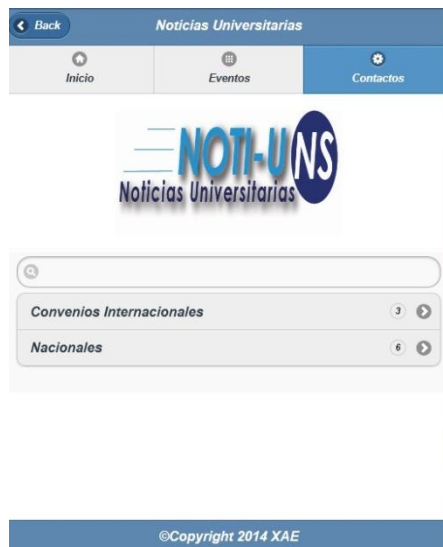 Back Noticias Universitarias
Inicio Eventos Contactos
NOTI-UNS
Noticias Universitarias
Convenios Internacionales 3
Nacionales 6
©Copyright 2014 XAE